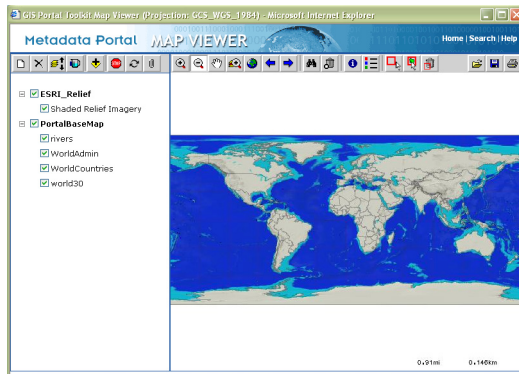 GIS Portal Toolkit Map Viewer (Projection: GCS_WGS_1984) - Microsoft Internet Explorer
Metadata Portal MAP VIEWER
Home | Search | Help
ESRI_Relief
Shaded Relief Imagery
PortalBaseMap
rivers
WorldAdmin
WorldCountries
world30
0.91mi 0.146km